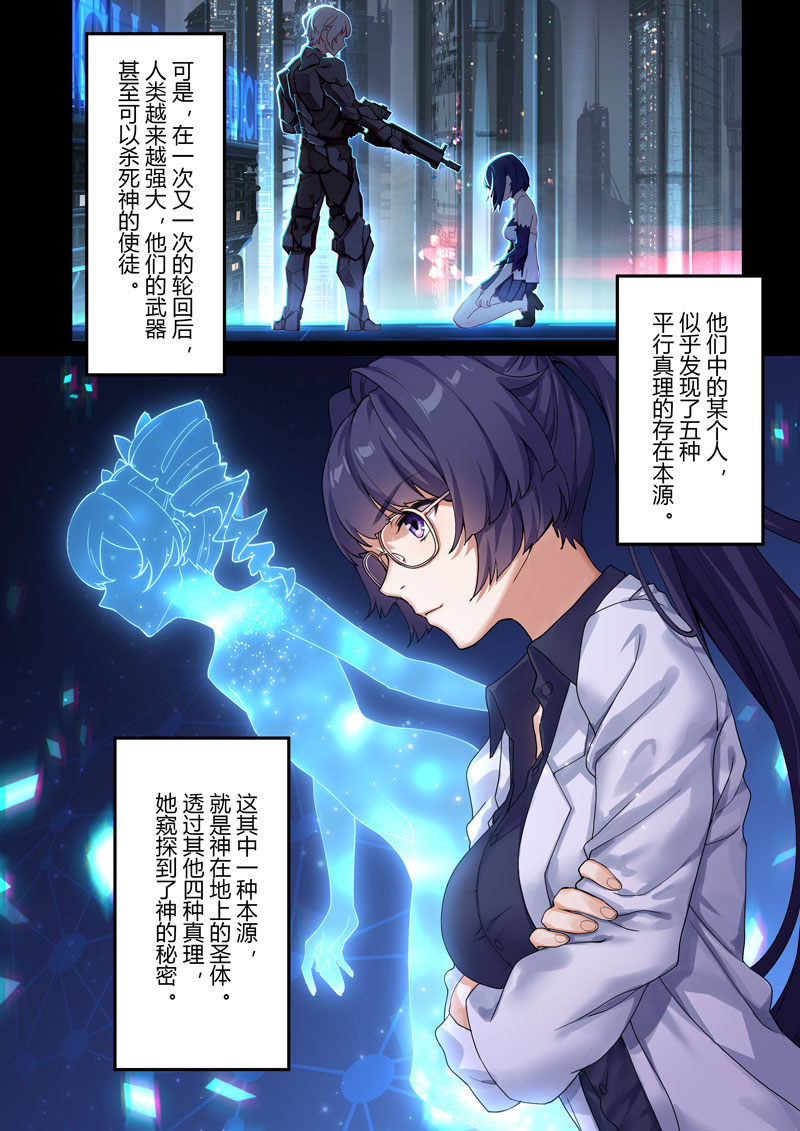 可是，在一次又一次的轮回后，
人类越来越强大，他们的武器
甚至可以杀死神的使徒。
他们中的某个人，
似乎发现了五种
平行真理的存在本源。
这其中一种本源，
就是神在地上的圣体。
透过其他四种真理，
她窥探到了神的秘密。